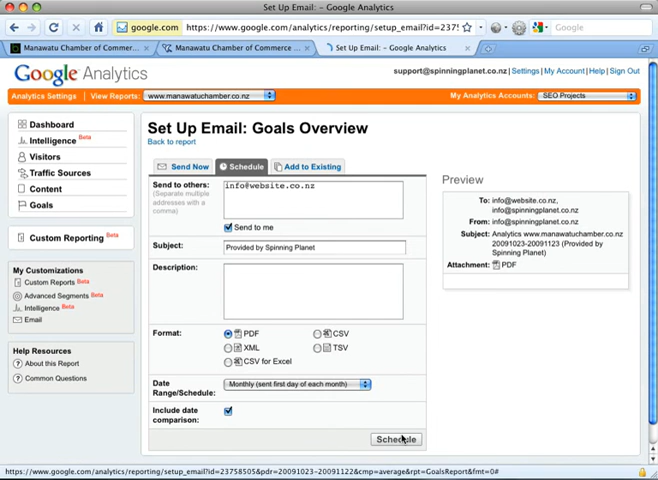 Set Up Email: - Google Analytics
google.com
https://www.google.com/analytics/reporting/setup_email?id=2375
Manawatu Chamber of Commer...
Manawatu Chamber of Commerce ...
Set Up Email: - Google Analytics
Google Analytics
support@spinningplanet.co.nz | Settings | My Account | Help | Sign Out
Analytics Settings | View Reports: www.manawatuchamber.co.nz
My Analytics Accounts: SEO Projects
Dashboard
Intelligence Beta
Visitors
Traffic Sources
Content
Goals
Custom Reporting Beta
My Customizations
Custom Reports Beta
Advanced Segments Beta
Intelligence Beta
Email
Help Resources
About this Report
Common Questions
Set Up Email: Goals Overview
Back to report
Send Now
Schedule
Add to Existing
Send to others:
(Separate multiple
addresses with a
comma)
info@website.co.nz
Send to me
Subject:
Provided by Spinning Planet
Description:
Format:
PDF
CSV
XML
TSV
CSV for Excel
Date
Range/Schedule:
Monthly (sent first day of each month)
Include date
comparison:
Schedule
Preview
To: info@website.co.nz,
info@spinningplanet.co.nz
From: info@spinningplanet.co.nz
Subject: Analytics www.manawatuchamber.co.nz
20091023-20091123 (Provided by
Spinning Planet)
Attachment: PDF
https://www.google.com/analytics/reporting/setup_email?id=23758505&pdr=20091023-20091122&cmp=average&rpt=GoalsReport&fmt=0#